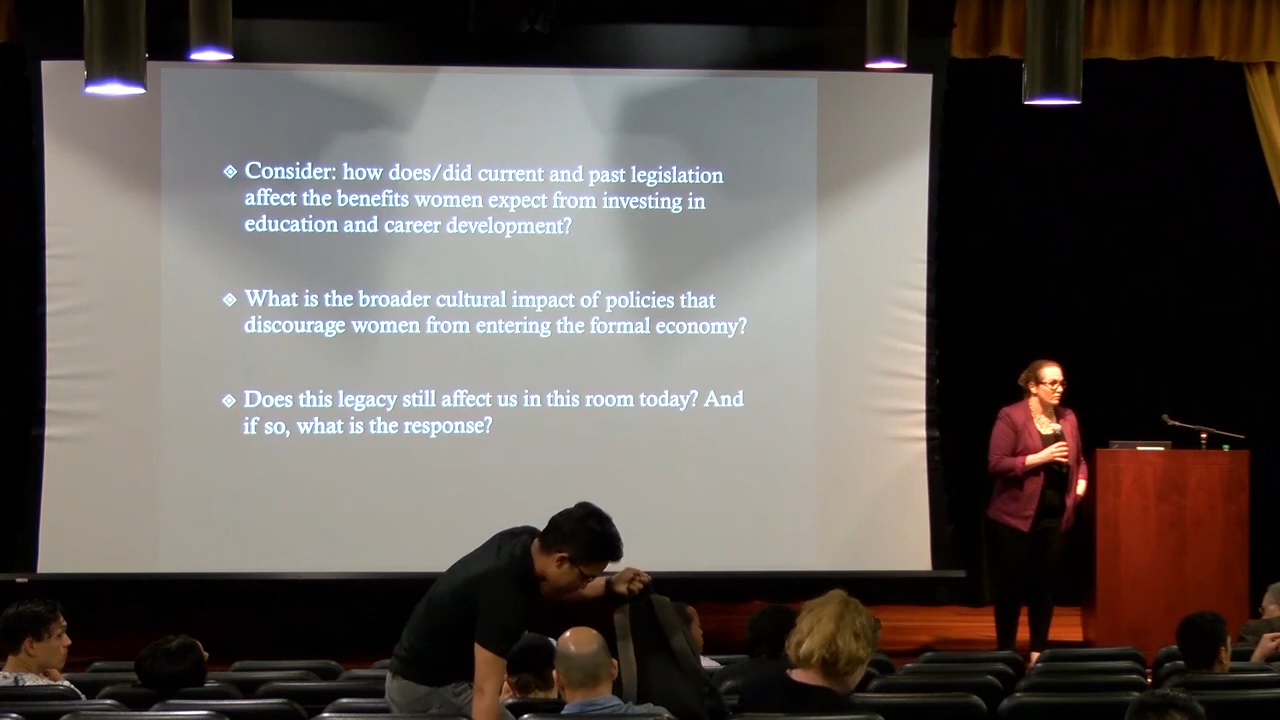 Consider: how does/did current and past legislation
affect the benefits women expect from investing in
education and career development?
What is the broader cultural impact of policies that
discourage women from entering the formal economy?
Does this legacy still affect us in this room today? And
if so, what is the response?